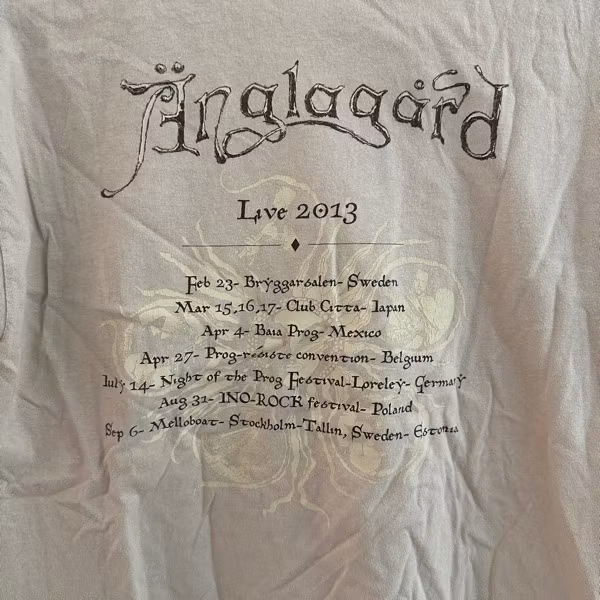 Änglagård
Live 2013
Feb 23- Bryggarsalen- Sweden
Mar 15,16,17- Club Citta- Japan
Apr 4- Baia Prog- Mexico
Apr 27- Prog-résiste convention- Belgium
July 14- Night of the Prog Festival-Loreley- Germany
Aug 31- INO-ROCK festival- Poland
Sep 6- Melloboat- Stockholm-Tallin, Sweden- Estonia